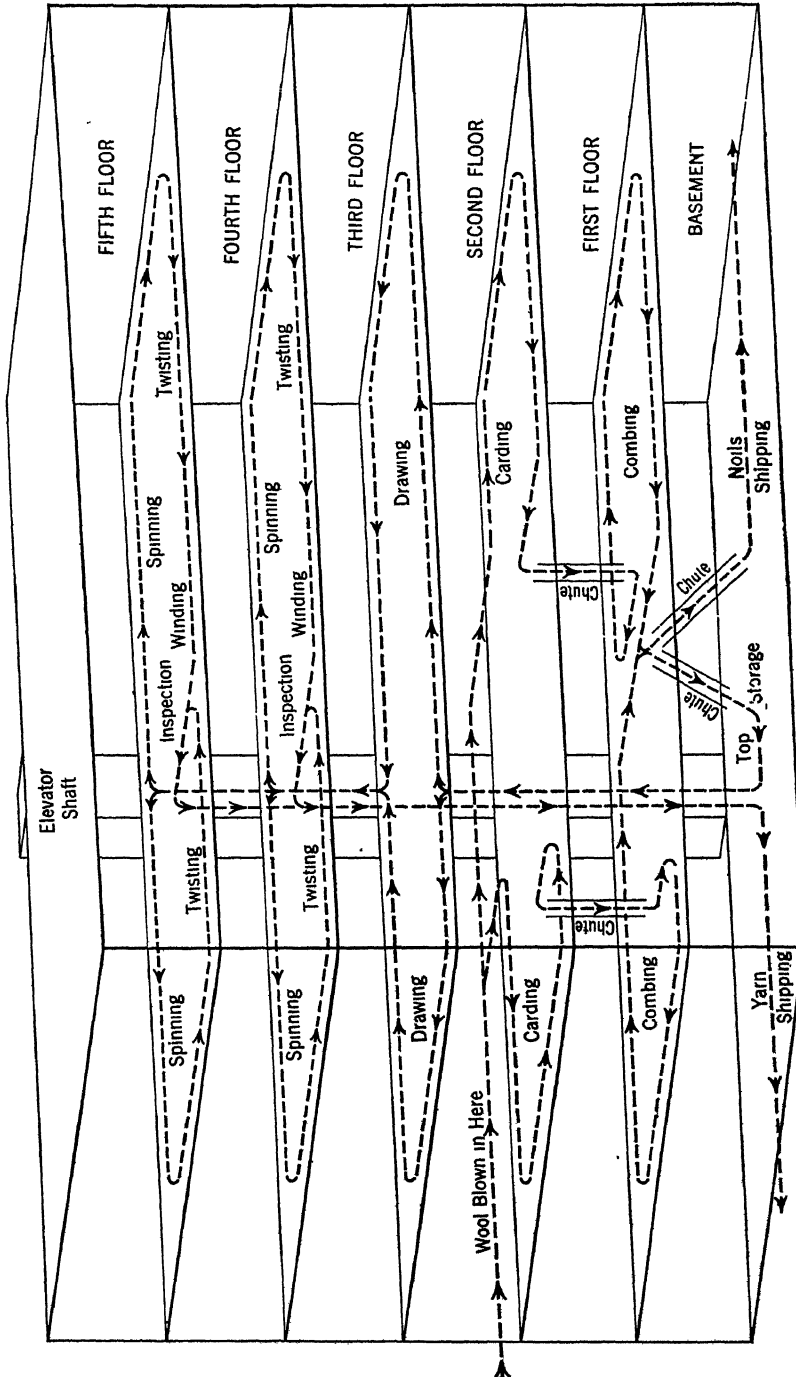 Elevator
Shaft
FIFTH FLOOR
Spinning
Twisting
Inspection
Winding
Spinning
Twisting
FOURTH FLOOR
Spinning
Twisting
Inspection
Winding
Spinning
Twisting
THIRD FLOOR
Drawing
Drawing
SECOND FLOOR
Wool Blown in Here
Carding
Carding
Chute
Chute
FIRST FLOOR
Combing
Combing
Chute
Chute
BASEMENT
Yarn
Shipping
Top
Storage
Noils
Shipping